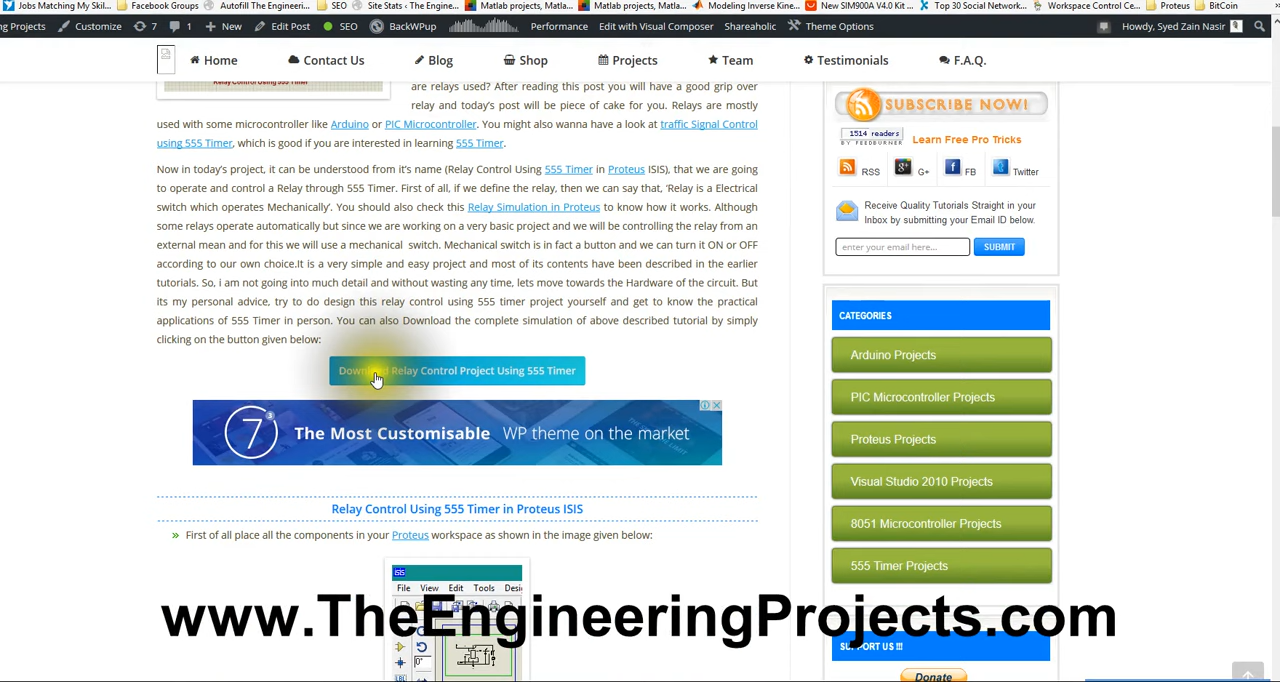 Jobs Matching My Skil... Facebook Groups Autofill The Engineeri... SEO Site Stats ‹ The Engine... Matlab projects, Matla... Matlab projects, Matla... Modeling Inverse Kine... New SIM900A V4.0 Kit ... Top 30 Social Network... Workspace Control Ce... Proteus BitCoin
ng Projects 7 1 New Edit Post SEO BackWPup Performance Edit with Visual Composer Shareaholic Theme Options Howdy, Syed Zain Nasir
Home Contact Us Blog Shop Projects Team Testimonials F.A.Q.
Relay Control Using 555 Timer
are relays used? After reading this post you will have a good grip over
relay and today's post will be piece of cake for you. Relays are mostly
used with some microcontroller like Arduino or PIC Microcontroller. You might also wanna have a look at traffic Signal Control
using 555 Timer, which is good if you are interested in learning 555 Timer.
Now in today's project, it can be understood from it's name (Relay Control Using 555 Timer in Proteus ISIS), that we are going
to operate and control a Relay through 555 Timer. First of all, if we define the relay, then we can say that, 'Relay is a Electrical
switch which operates Mechanically'. You should also check this Relay Simulation in Proteus to know how it works. Although
some relays operate automatically but since we are working on a very basic project and we will be controlling the relay from an
external mean and for this we will use a mechanical switch. Mechanical switch is in fact a button and we can turn it ON or OFF
according to our own choice.It is a very simple and easy project and most of its contents have been described in the earlier
tutorials. So, i am not going into much detail and without wasting any time, lets move towards the Hardware of the circuit. But
its my personal advice, try to do design this relay control using 555 timer project yourself and get to know the practical
applications of 555 Timer in person. You can also Download the complete simulation of above described tutorial by simply
clicking on the button given below:
Download Relay Control Project Using 555 Timer
7 3 The Most Customisable WP theme on the market
Relay Control Using 555 Timer in Proteus ISIS
» First of all place all the components in your Proteus workspace as shown in the image given below:
ISIS
File View Edit Tools Desi
0°
LBL
SUBSCRIBE NOW!
1514 readers
BY FEEDBURNER
Learn Free Pro Tricks
RSS G+ FB Twitter
Receive Quality Tutorials Straight in your
Inbox by submitting your Email ID below.
enter your email here... SUBMIT
CATEGORIES
Arduino Projects
PIC Microcontroller Projects
Proteus Projects
Visual Studio 2010 Projects
8051 Microcontroller Projects
555 Timer Projects
www.TheEngineeringProjects.com
SUPPORT US !!!
Donate